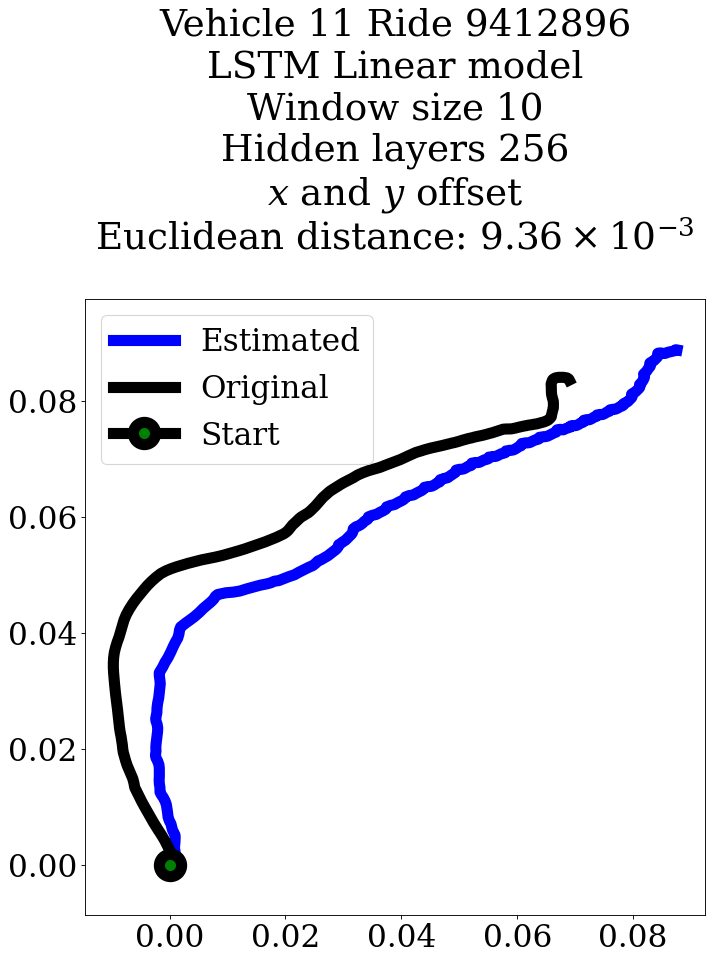 Vehicle 11 Ride 9412896
LSTM Linear model
Window size 10
Hidden layers 256
x and y offset
Euclidean distance: 9.36 × 10⁻³
Estimated
Original
Start
0.08
0.06
0.04
0.02
0.00
0.00 0.02 0.04 0.06 0.08